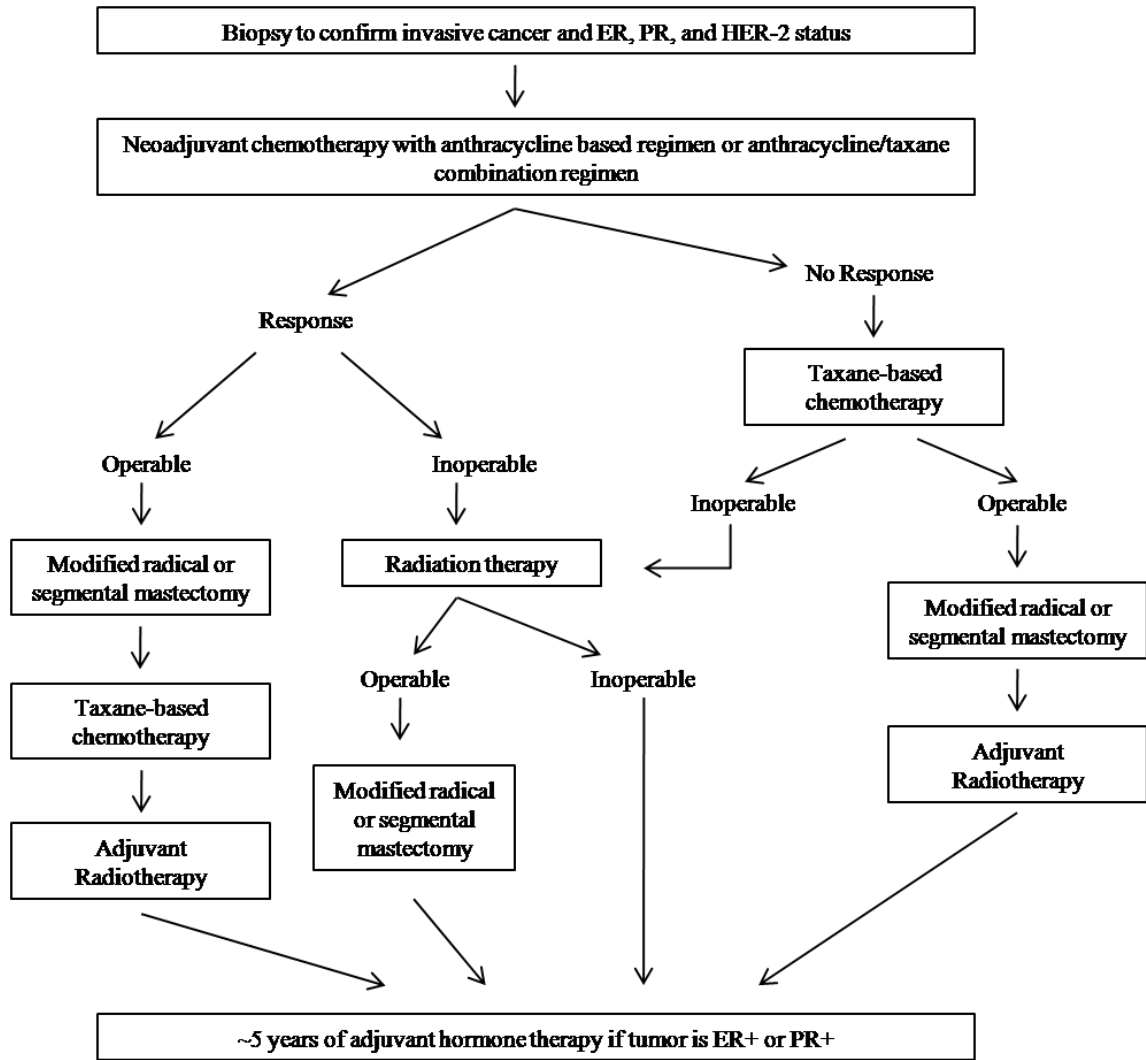 Biopsy to confirm invasive cancer and ER, PR, and HER-2 status
Neoadjuvant chemotherapy with anthracycline based regimen or anthracycline/taxane
combination regimen
No Response
Response
Taxane-based
chemotherapy
Operable
Inoperable
Inoperable
Operable
Modified radical or
segmental mastectomy
Radiation therapy
Modified radical or
segmental mastectomy
Operable
Inoperable
Taxane-based
chemotherapy
Adjuvant
Radiotherapy
Modified radical
or segmental
mastectomy
Adjuvant
Radiotherapy
~5 years of adjuvant hormone therapy if tumor is ER+ or PR+